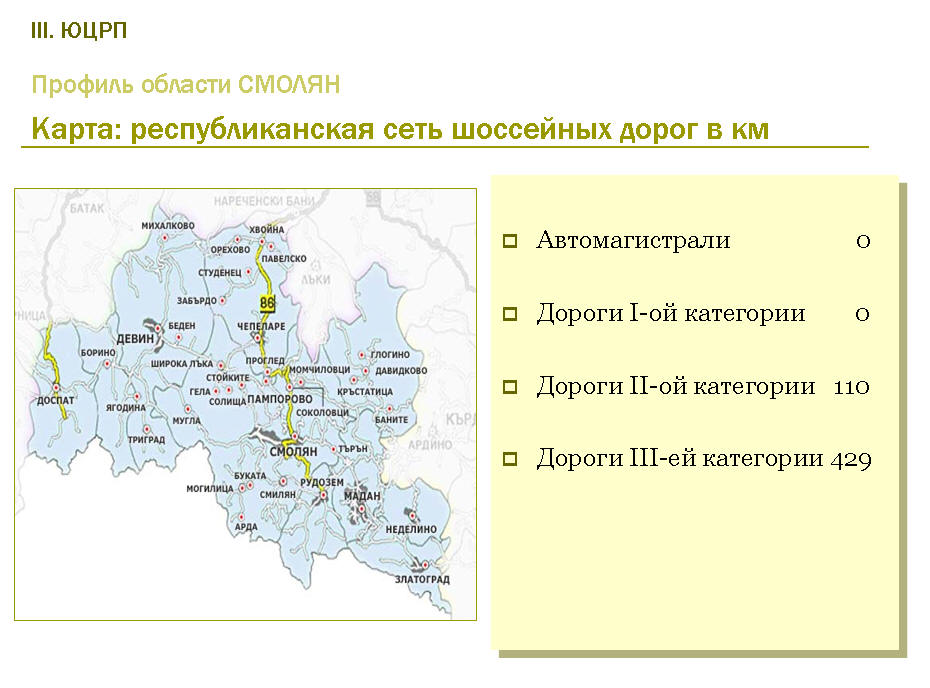 III. ЮЦРП
Профиль области СМОЛЯН
Карта: республиканская сеть шоссейных дорог в км
БАТАК
НАРЕЧЕНСКИ БАНИ
58
МИХАЛКОВО
ХВОЙНА
ОРЕХОВО
ПАВЕЛСКО
СТУДЕНЕЦ
ЛЪКИ
ЗАБЪРДО
86
НИЦА
БЕДЕН
ЧЕПЕЛАРЕ
ДЕВИН
БОРИНО
ПРОГЛЕД
ГЛОГИНО
ШИРОКА ЛЪКА
МОМЧИЛОВЦИ
ДАВИДКОВО
СТОЙКИТЕ
КРЪСТАТИЦА
ДОСПАТ
ГЕЛА
СОЛИЩА
ПАМПОРОВО
ЯГОДИНА
СОКОЛОВЦИ
МУГЛА
БАНИТЕ
КЪРД
ТРИГРАД
АРДИНО
СМОЛЯН
ТЪРЪН
БУКАТА
РУДОЗЕМ
МОГИЛИЦА
СМИЛЯН
МАДАН
АРДА
НЕДЕЛИНО
ЗЛАТОГРАД
Автомагистрали 0
Дороги I-ой категории 0
Дороги II-ой категории 110
Дороги III-ей категории 429